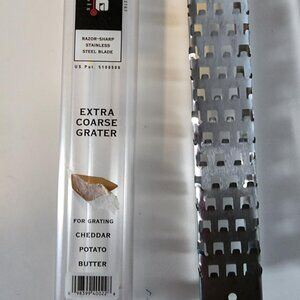 RAZOR-SHARP
STAINLESS
STEEL BLADE
US Pat. 5100506
EXTRA
COARSE
GRATER
FOR GRATING
CHEDDAR
POTATO
BUTTER